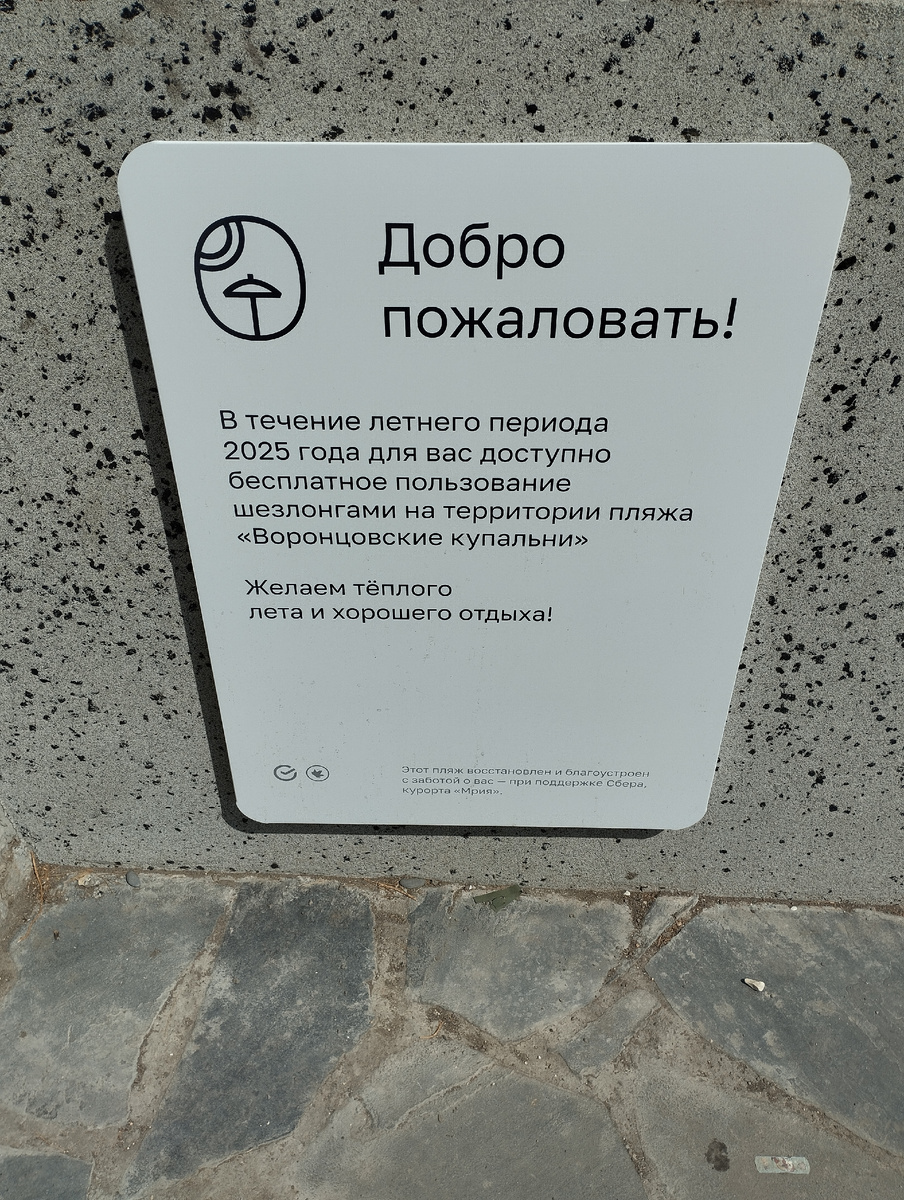 Добро
пожаловать!
В течение летнего периода
2025 года для вас доступно
бесплатное пользование
шезлонгами на территории пляжа
«Воронцовские купальни»
Желаем тёплого
лета и хорошего отдыха!
Этот пляж восстановлен и благоустроен
с заботой о вас — при поддержке Сбера,
курорта «Мрия».